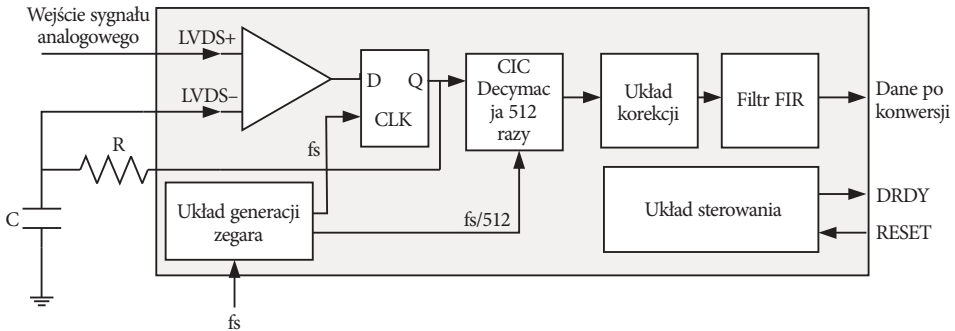 Wejście sygnału
analogowego
LVDS+
LVDS–
R
C
D
Q
CLK
fs
CIC
Decymac
ja 512
razy
Układ
korekcji
Filtr FIR
Dane po
konwersji
Układ generacji
zegara
fs/512
Układ sterowania
DRDY
RESET
fs